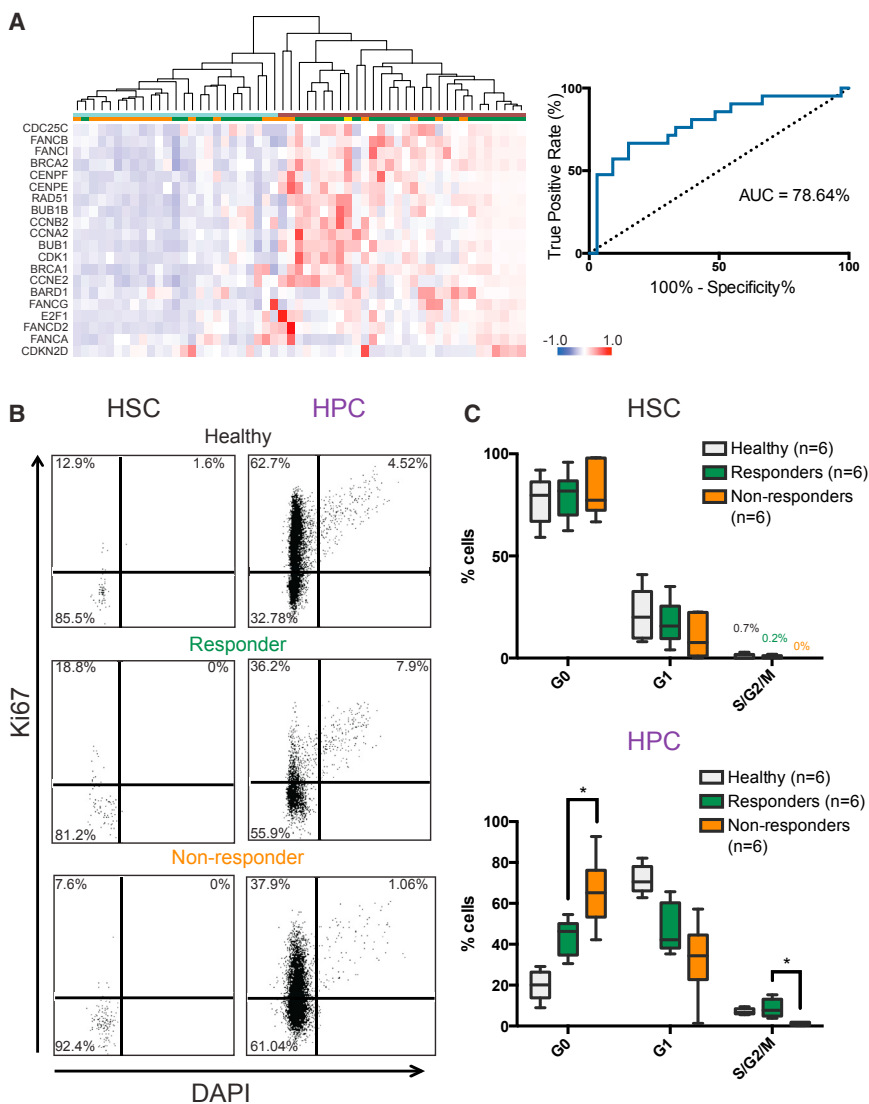 A
CDC25C
FANCB
FANCI
BRCA2
CENPF
CENPE
RAD51
BUB1B
CCNB2
CCNA2
BUB1
CDK1
BRCA1
CCNE2
BARD1
FANCG
E2F1
FANCD2
FANCA
CDKN2D
-1.0 1.0
True Positive Rate (%)
100
50
0
AUC = 78.64%
0 50 100
100% - Specificity%
B
HSC HPC
Healthy
12.9% 1.6% 62.7% 4.52%
85.5% 32.78%
Responder
18.8% 0% 36.2% 7.9%
81.2% 55.9%
Non-responder
7.6% 0% 37.9% 1.06%
92.4% 61.04%
Ki67
DAPI
C
HSC
Healthy (n=6)
Responders (n=6)
Non-responders
(n=6)
% cells
100
50
0
0.7%
0.2%
0%
G0 G1 S/G2/M
HPC
Healthy (n=6)
Responders (n=6)
Non-responders
(n=6)
% cells
100
80
60
40
20
0
*
*
G0 G1 S/G2/M